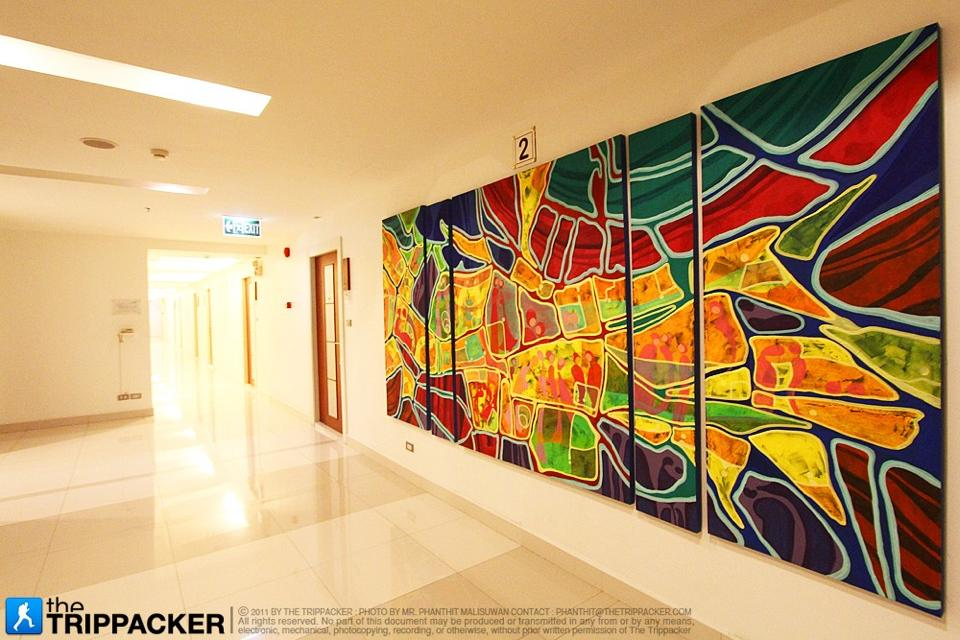 2
EXIT
the
TRIPPACKER
© 2011 BY THE TRIPPACKER : PHOTO BY MR. PHANTHIT MALISUWAN CONTACT : PHANTHIT@THETRIPPACKER.COM
All rights reserved. No part of this document may be produced or transmitted in any from or by any means,
electronic, mechanical, photocopying, recording, or otherwise, without prior written permission of The Trippacker